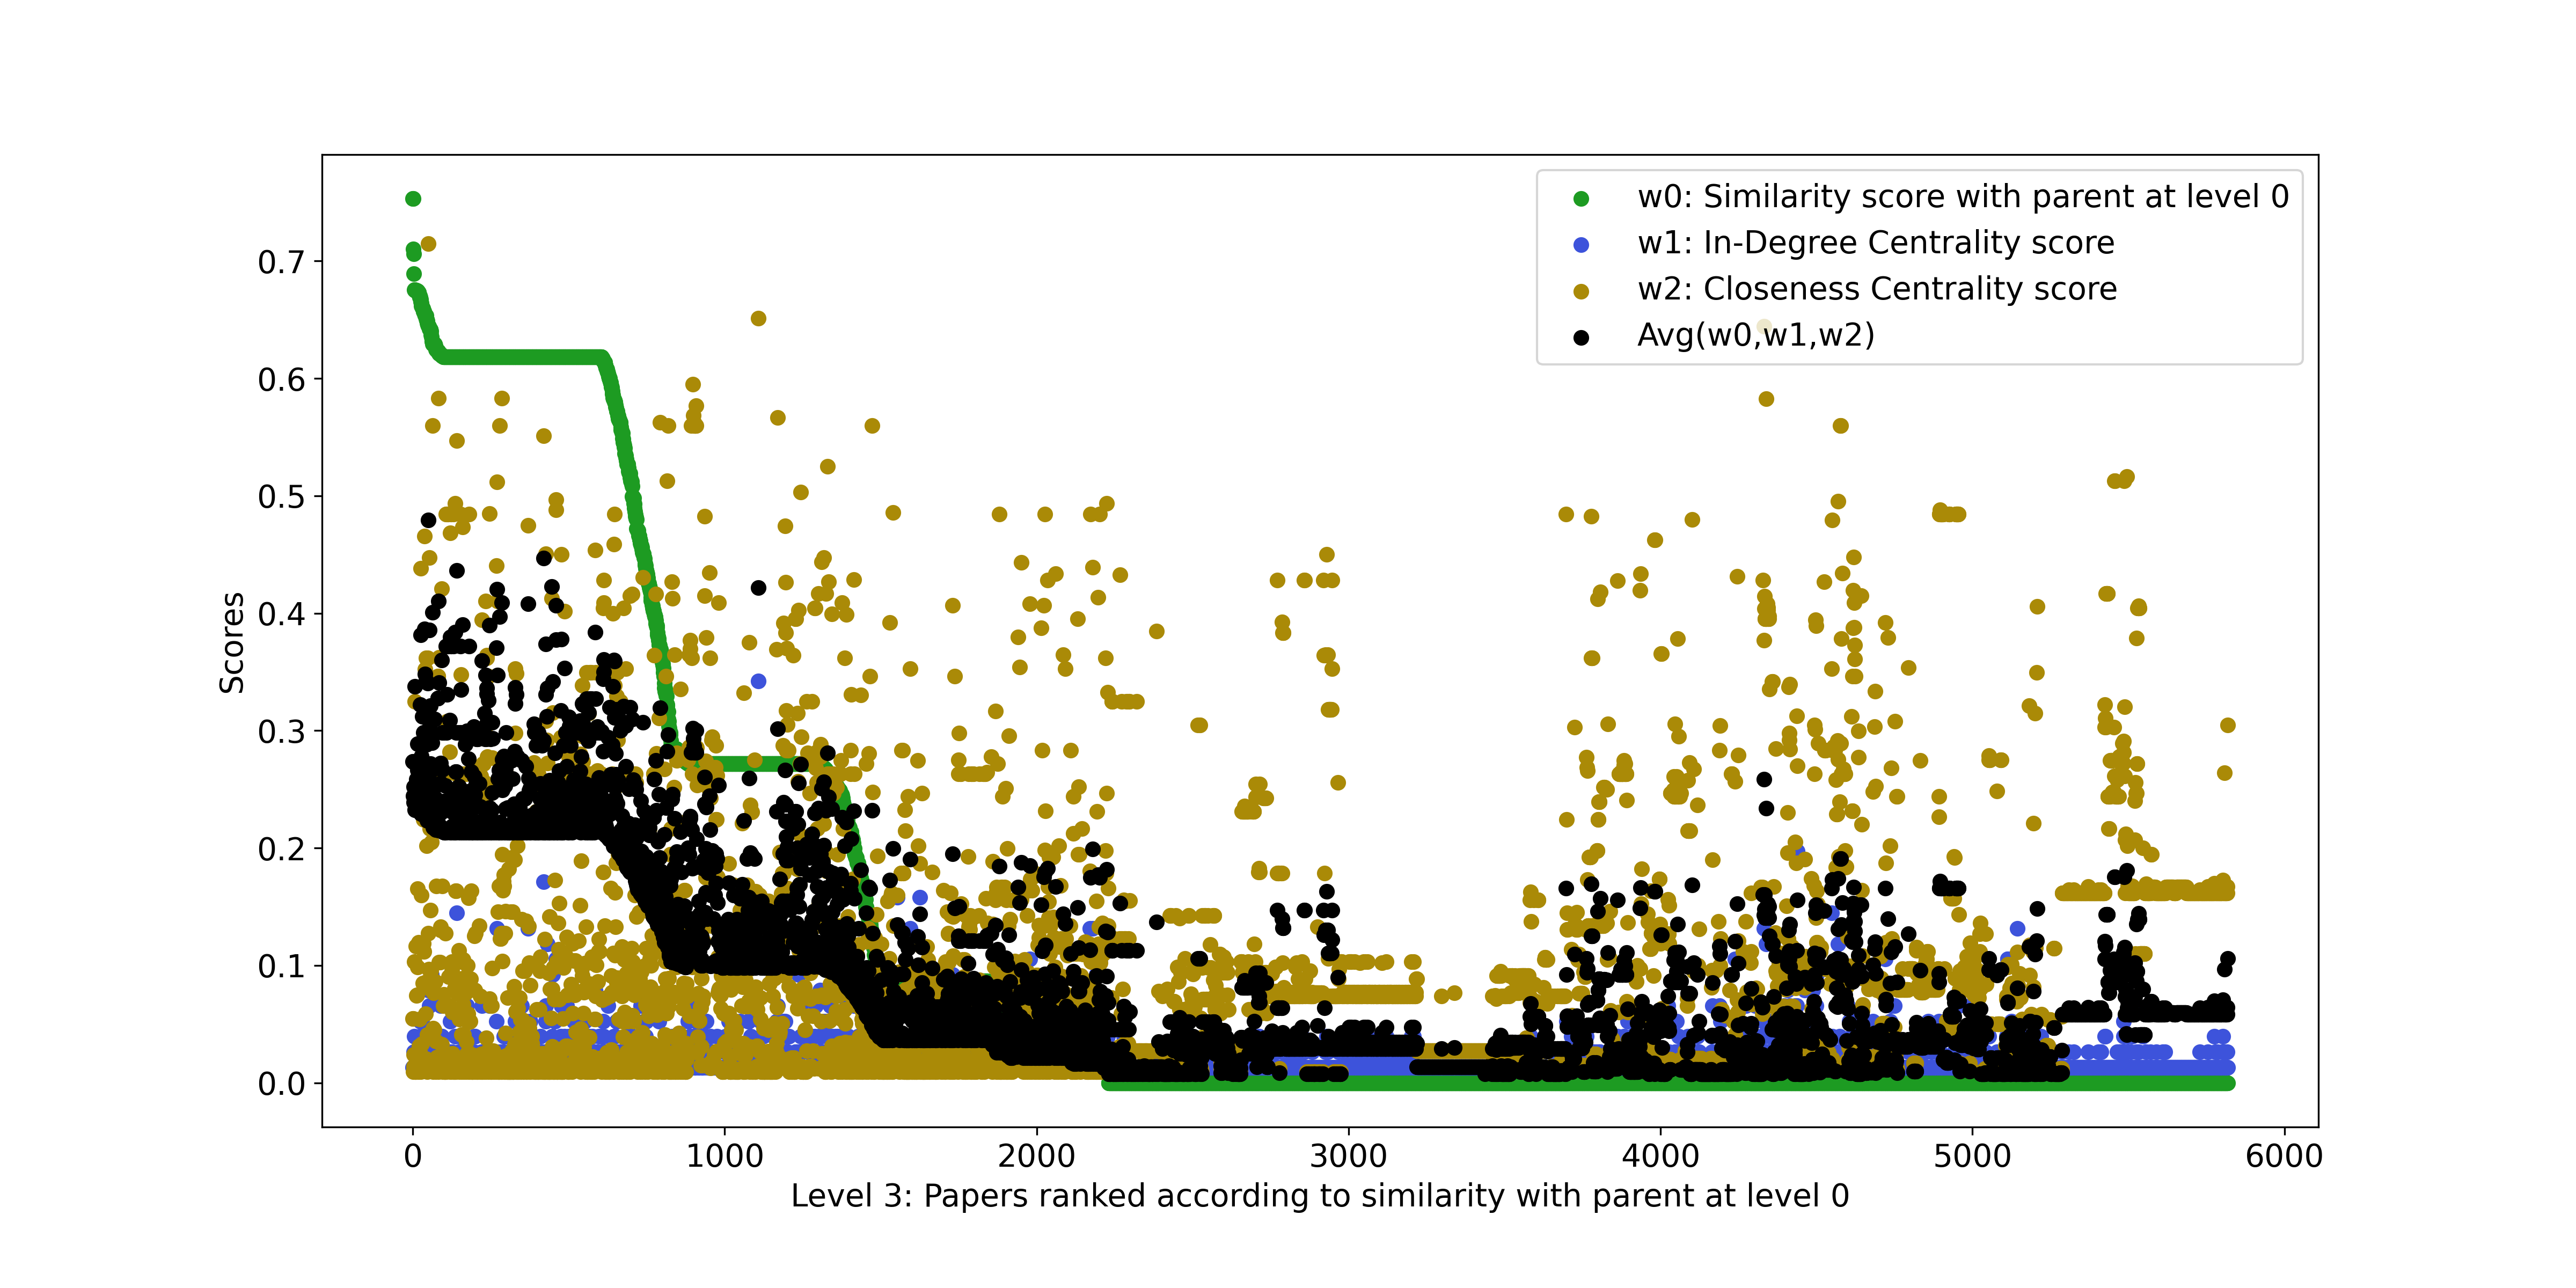 w0: Similarity score with parent at level 0
w1: In-Degree Centrality score
w2: Closeness Centrality score
Avg(w0,w1,w2)
Scores
0.7
0.6
0.5
0.4
0.3
0.2
0.1
0.0
0 1000 2000 3000 4000 5000 6000
Level 3: Papers ranked according to similarity with parent at level 0